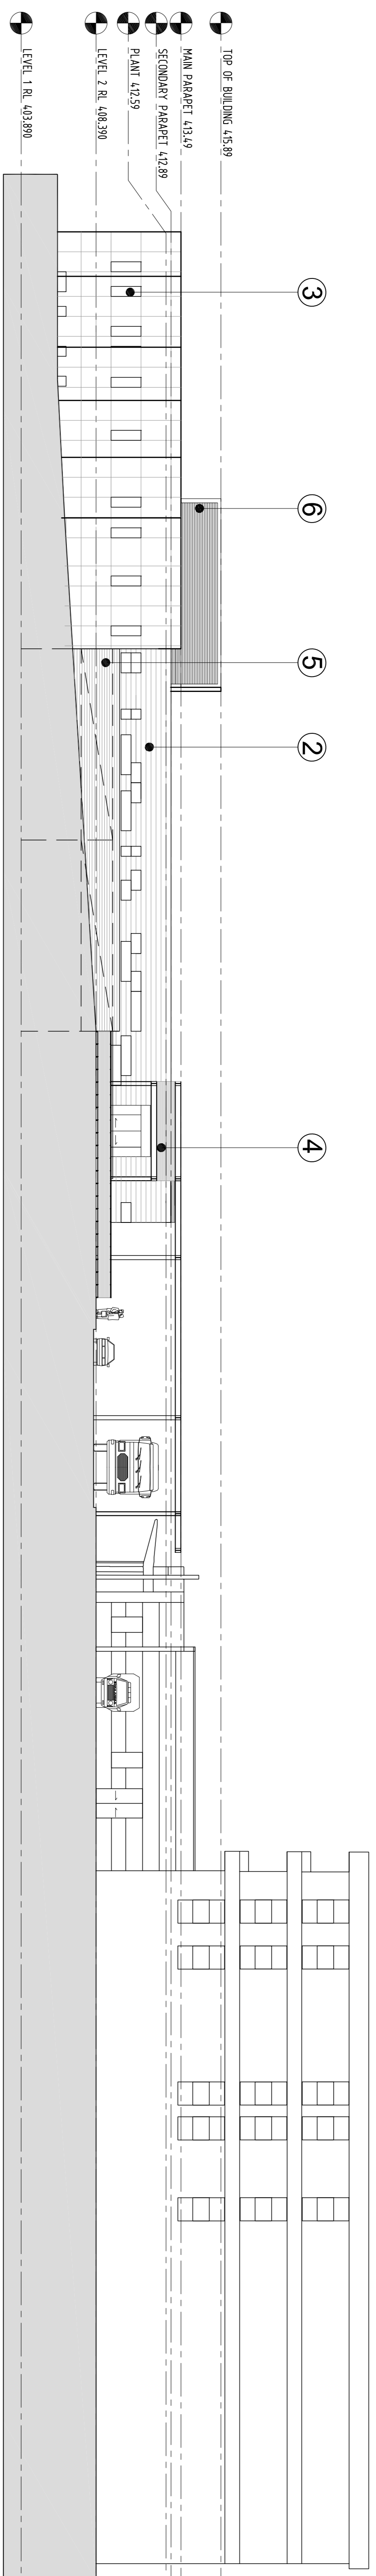 TOP OF BUILDING 415.89
MAIN PARAPET 413.49
SECONDARY PARAPET 412.89
PLANT 412.59
LEVEL 2 RL 408.390
LEVEL 1 RL 403.890
3
6
5
2
4